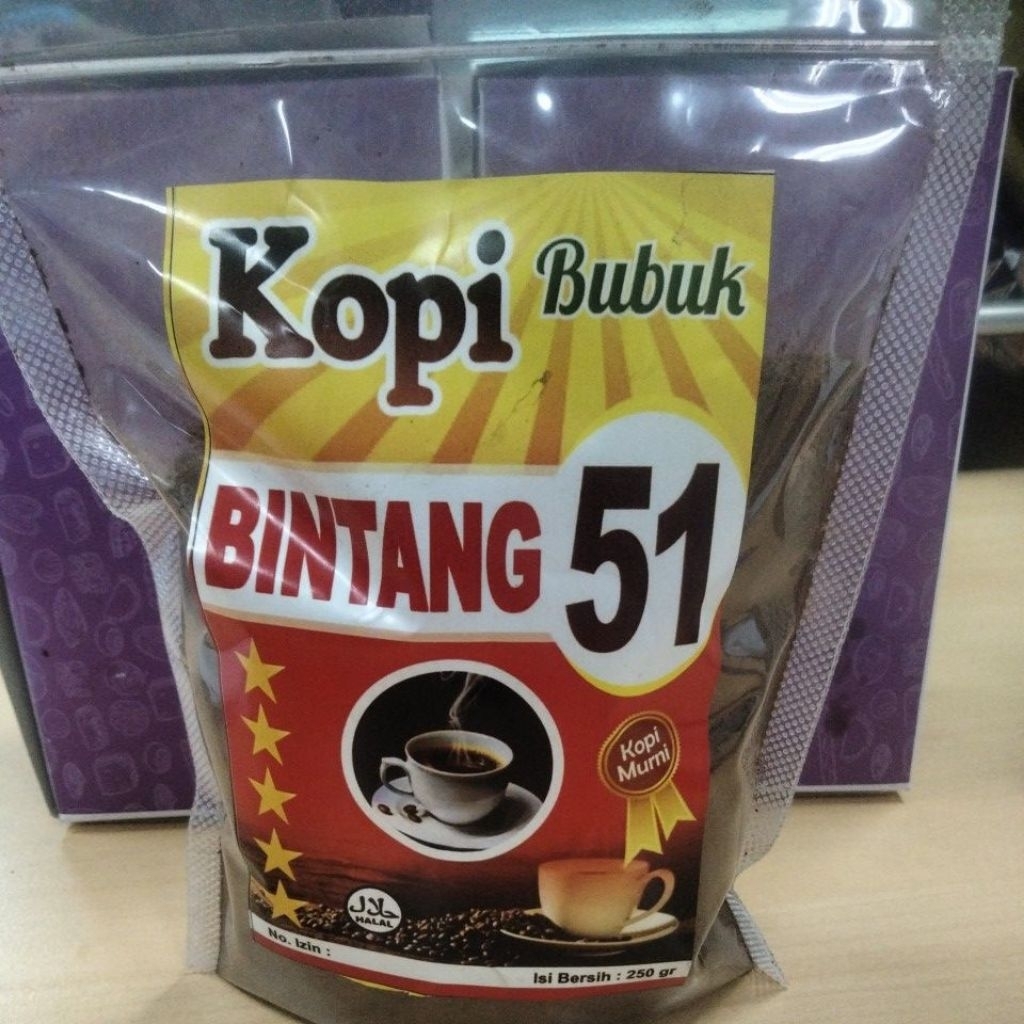 Kopi Bubuk
BINTANG 51
Kopi
Murni
حلال
HALAL
No. Izin :
Isi Bersih : 250 gr